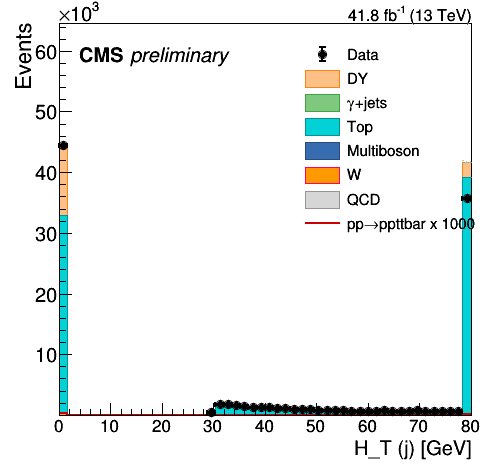 ×10³
41.8 fb⁻¹ (13 TeV)
Events
CMS preliminary
Data
DY
γ+jets
Top
Multiboson
W
QCD
pp→ppttbar x 1000
60
50
40
30
20
10
0 10 20 30 40 50 60 70 80
H_T (j) [GeV]